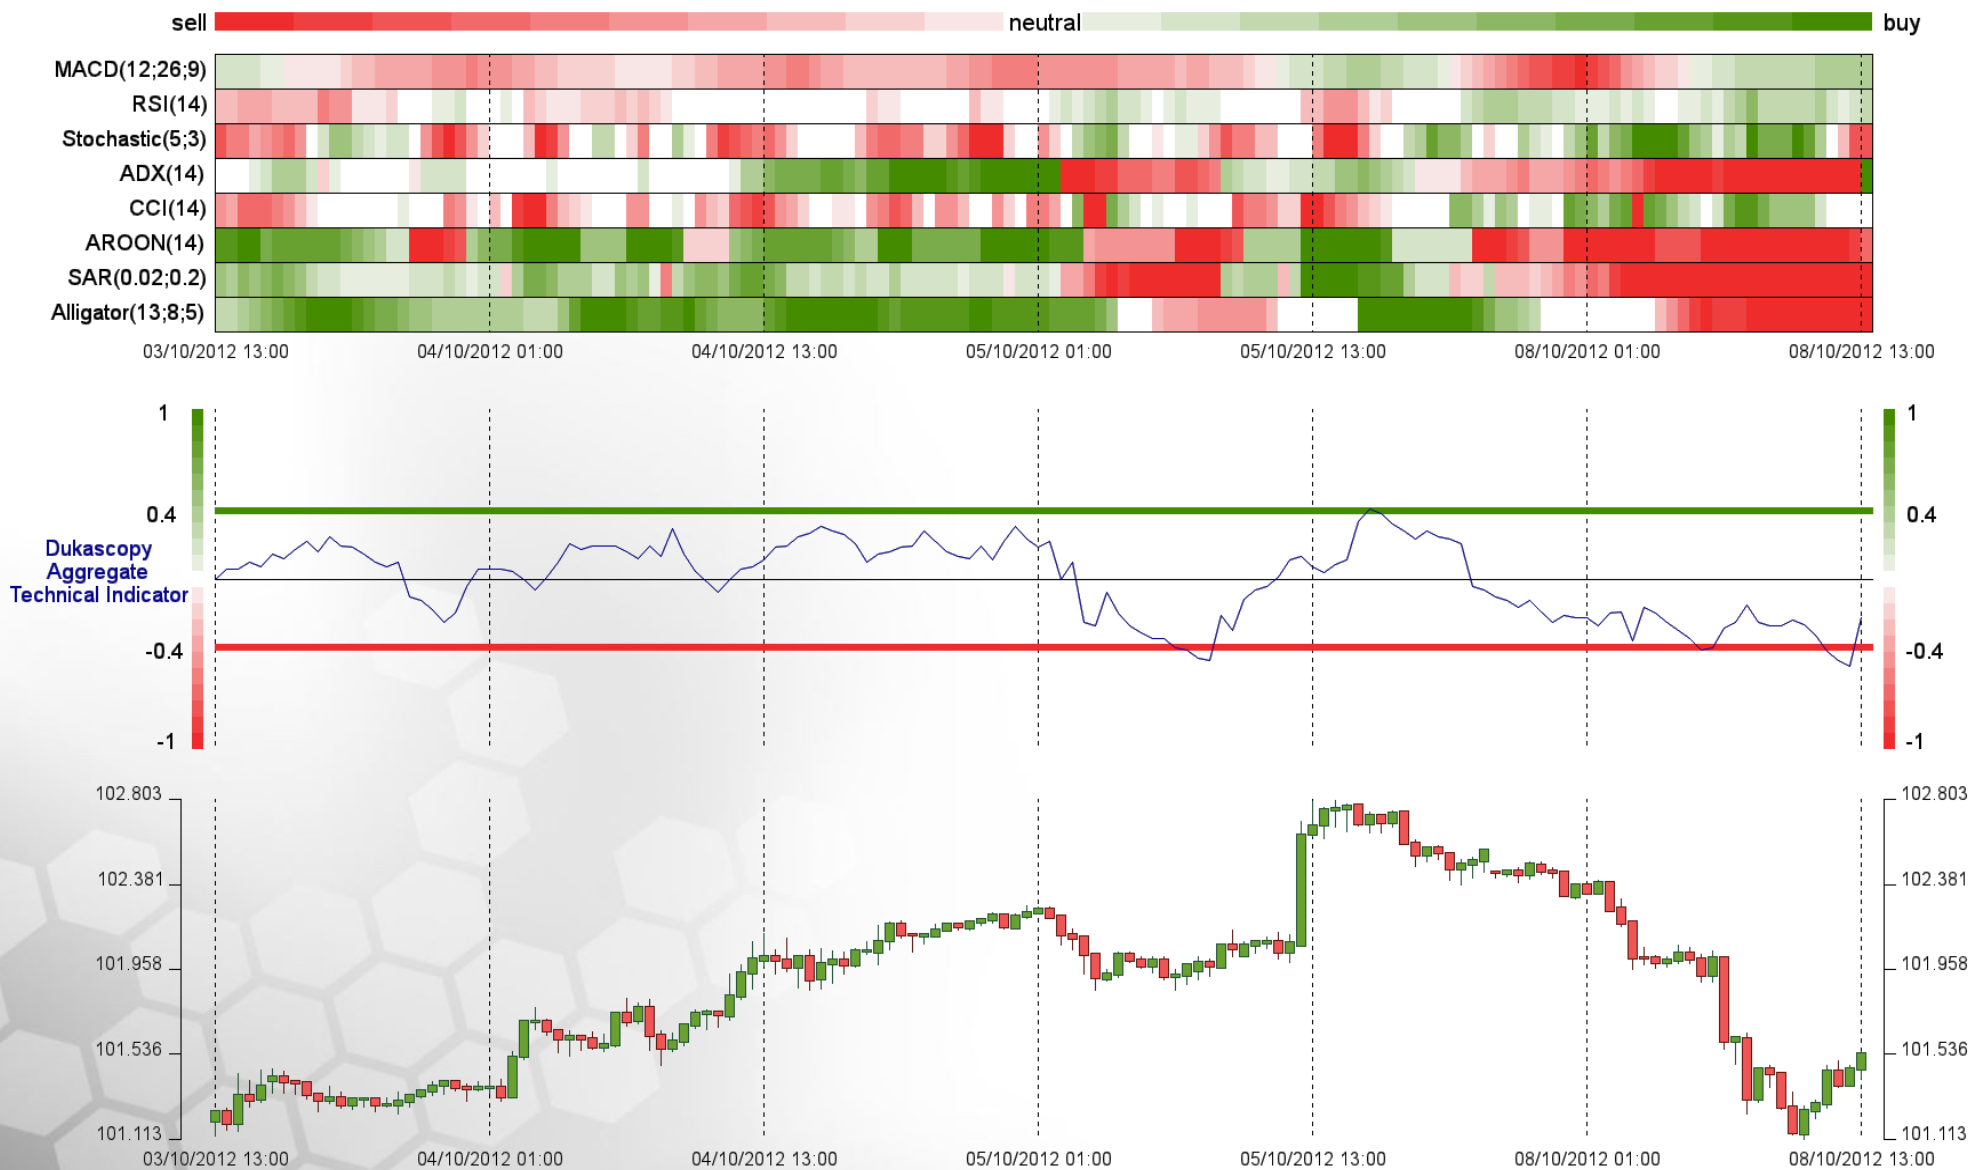 sell neutral buy
MACD(12;26;9)
RSI(14)
Stochastic(5;3)
ADX(14)
CCI(14)
AROON(14)
SAR(0.02;0.2)
Alligator(13;8;5)
03/10/2012 13:00 04/10/2012 01:00 04/10/2012 13:00 05/10/2012 01:00 05/10/2012 13:00 08/10/2012 01:00 08/10/2012 13:00
1 1
0.4 0.4
Dukascopy
Aggregate
Technical Indicator
-0.4 -0.4
-1 -1
102.803 102.803
102.381 102.381
101.958 101.958
101.536 101.536
101.113 101.113
03/10/2012 13:00 04/10/2012 01:00 04/10/2012 13:00 05/10/2012 01:00 05/10/2012 13:00 08/10/2012 01:00 08/10/2012 13:00